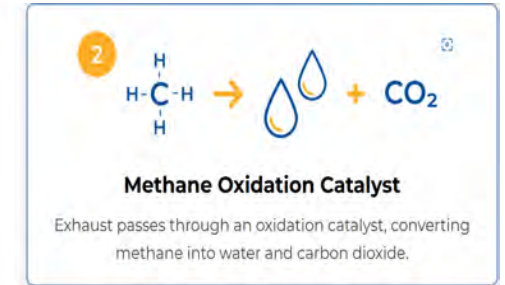 2
H
H-C-H → + CO₂
H
Methane Oxidation Catalyst
Exhaust passes through an oxidation catalyst, converting
methane into water and carbon dioxide.